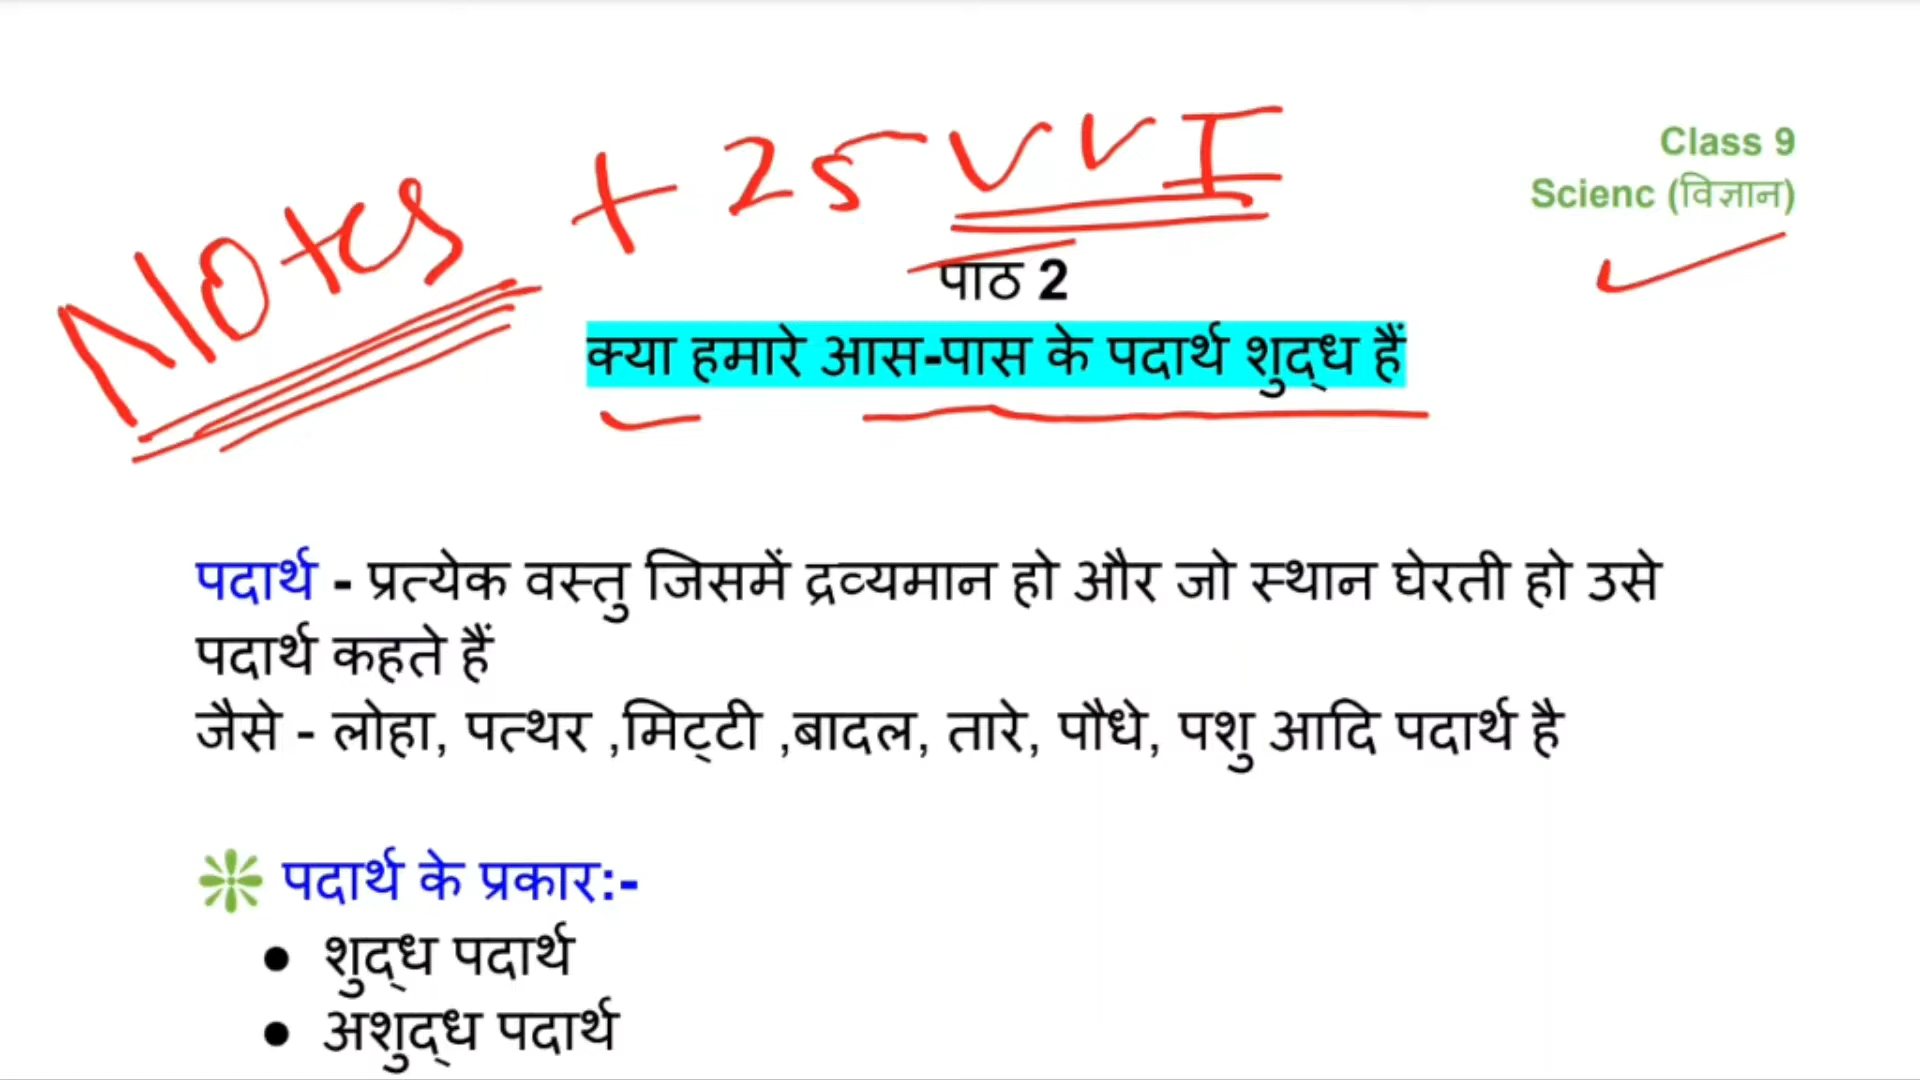 Notes + 25 VVI
Class 9
Scienc (विज्ञान)
पाठ 2
क्या हमारे आस-पास के पदार्थ शुद्ध हैं
पदार्थ - प्रत्येक वस्तु जिसमें द्रव्यमान हो और जो स्थान घेरती हो उसे
पदार्थ कहते हैं
जैसे - लोहा, पत्थर ,मिट्टी ,बादल, तारे, पौधे, पशु आदि पदार्थ है
पदार्थ के प्रकार:-
● शुद्ध पदार्थ
● अशुद्ध पदार्थ